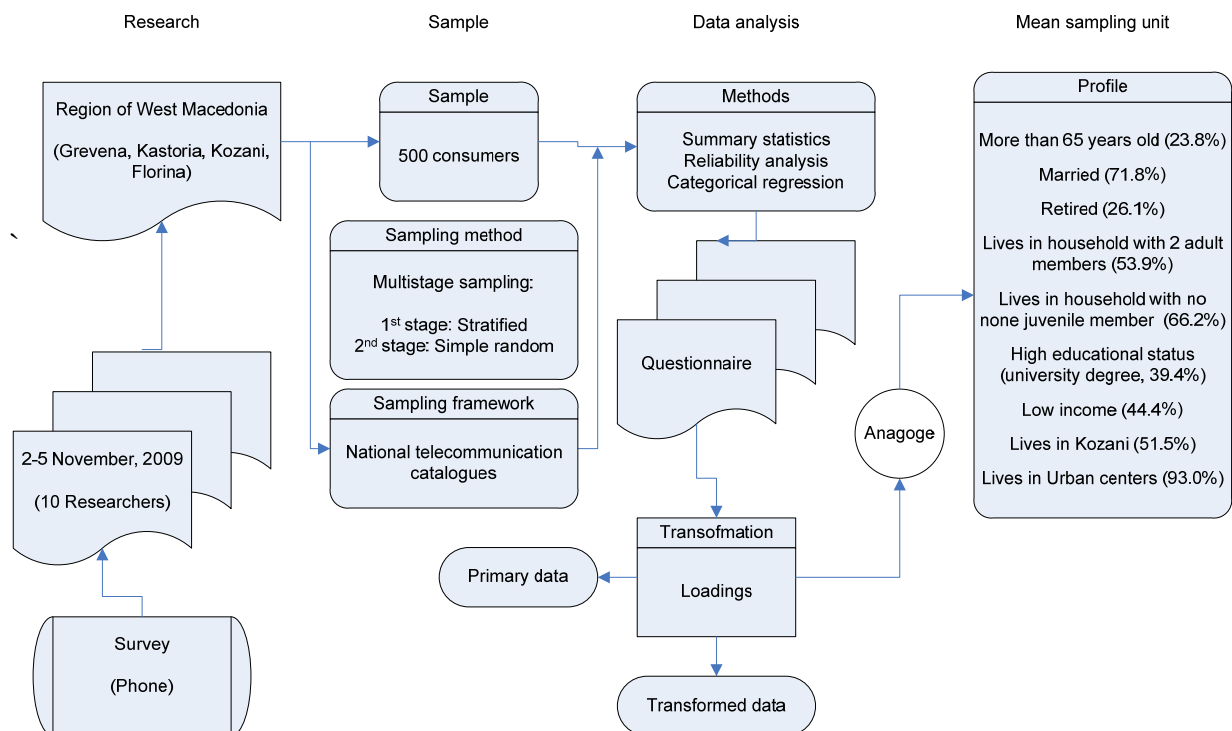 Research
Sample
Data analysis
Mean sampling unit
Region of West Macedonia
(Grevena, Kastoria, Kozani,
Florina)
`
2-5 November, 2009
(10 Researchers)
Survey
(Phone)
Sample
500 consumers
Sampling method
Multistage sampling:
1st stage: Stratified
2nd stage: Simple random
Sampling framework
National telecommunication
catalogues
Methods
Summary statistics
Reliability analysis
Categorical regression
Questionnaire
Transofmation
Loadings
Primary data
Transformed data
Anagoge
Profile
More than 65 years old (23.8%)
Married (71.8%)
Retired (26.1%)
Lives in household with 2 adult
members (53.9%)
Lives in household with no
none juvenile member (66.2%)
High educational status
(university degree, 39.4%)
Low income (44.4%)
Lives in Kozani (51.5%)
Lives in Urban centers (93.0%)